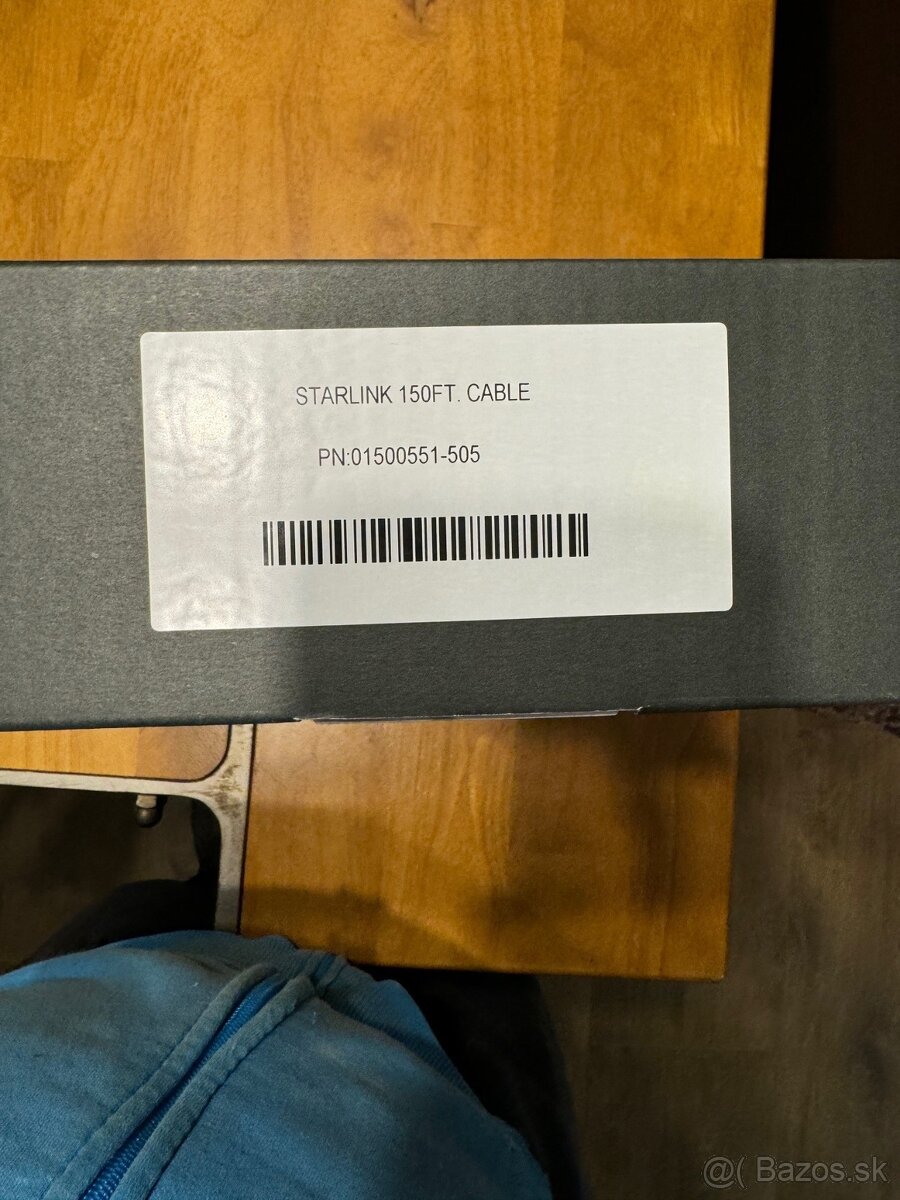 STARLINK 150FT. CABLE
PN:01500551-505
@( Bazos.sk